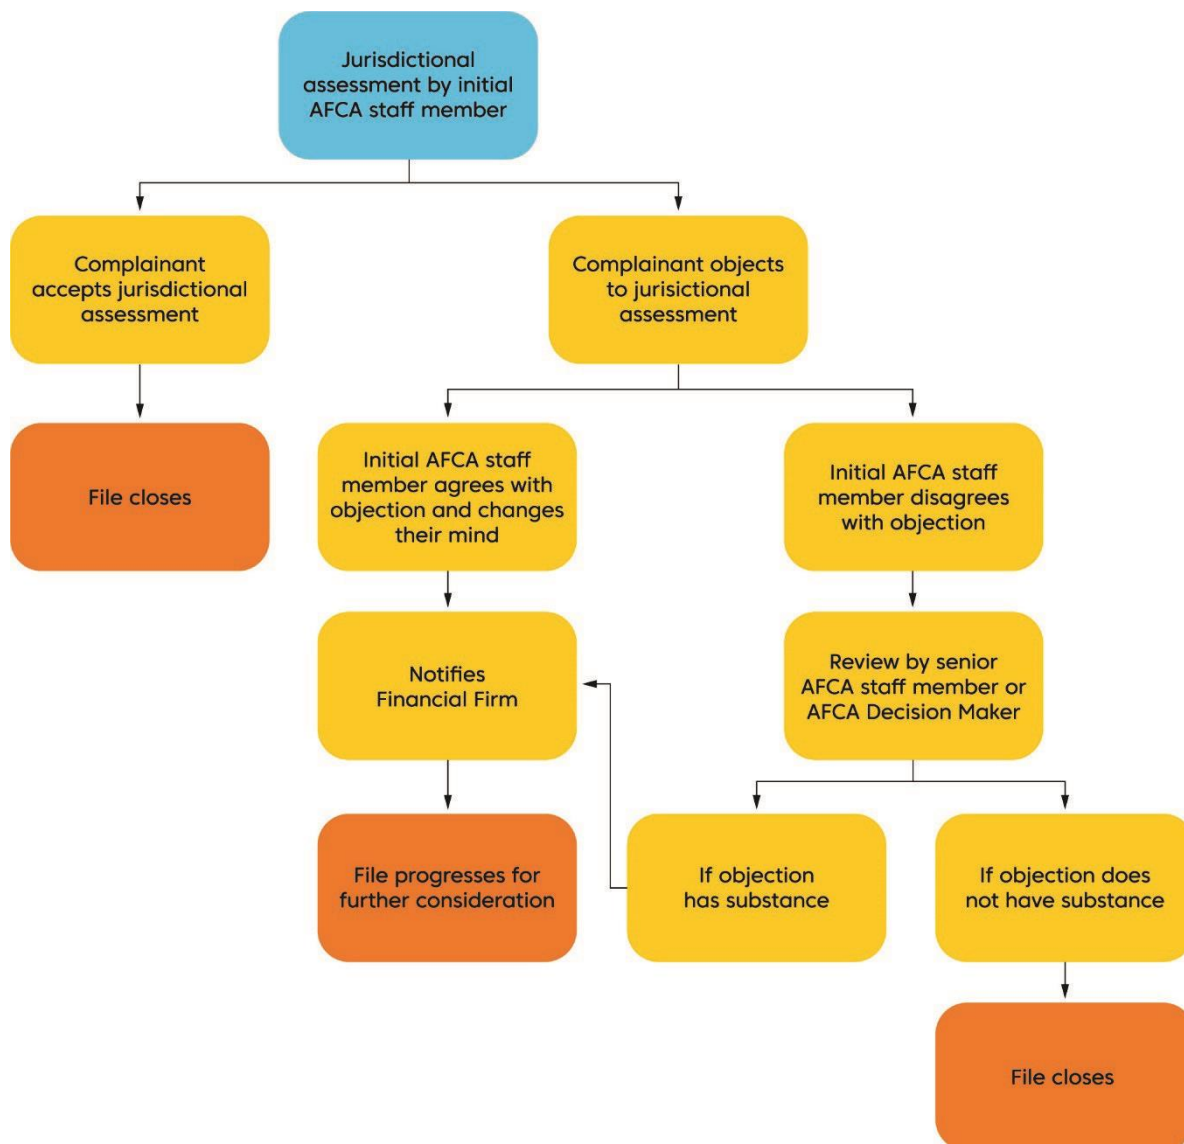 Jurisdictional
assessment by initial
AFCA staff member
Complainant
accepts jurisdictional
assessment
Complainant objects
to jurisictional
assessment
File closes
Initial AFCA staff
member agrees with
objection and changes
their mind
Initial AFCA staff
member disagrees
with objection
Notifies
Financial Firm
Review by senior
AFCA staff member or
AFCA Decision Maker
File progresses for
further consideration
If objection
has substance
If objection does
not have substance
File closes